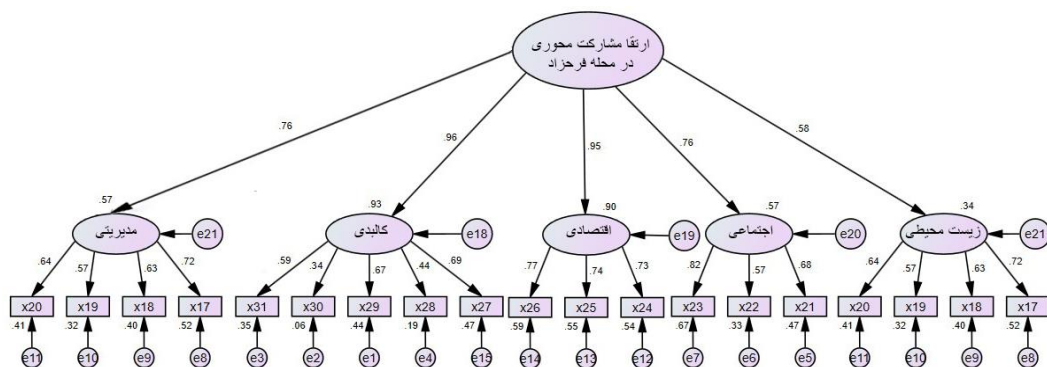 ارتقا مشارکت محوری
در محله فرحزاد
.76
.96
.95
.76
.58
.57
.93
.90
.57
.34
مدیریتی
e21
کالبدی
e18
اقتصادی
e19
اجتماعی
e20
زیست محیطی
e21
.64 .57 .63 .72
.59 .34 .67 .44 .69
.77 .74 .73
.82 .57 .68
.64 .57 .63 .72
x20 x19 x18 x17
x31 x30 x29 x28 x27
x26 x25 x24
x23 x22 x21
x20 x19 x18 x17
.41 .32 .40 .52
.35 .06 .44 .19 .47
.59 .55 .54
.67 .33 .47
.41 .32 .40 .52
e11 e10 e9 e8
e3 e2 e1 e4 e15
e14 e13 e12
e7 e6 e5
e11 e10 e9 e8